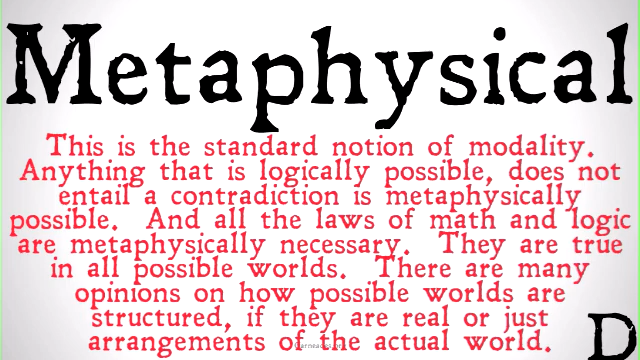 Metaphysical
This is the standard notion of modality.
Anything that is logically possible, does not
entail a contradiction is metaphysically
possible. And all the laws of math and logic
are metaphysically necessary. They are true
in all possible worlds. There are many
opinions on how possible worlds are
structured, if they are real or just
arrangements of the actual world.
D